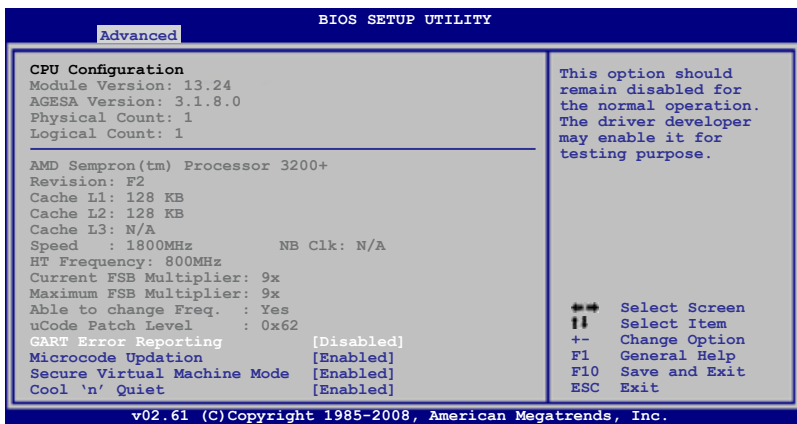 BIOS SETUP UTILITY
Advanced
CPU Configuration
Module Version: 13.24
AGESA Version: 3.1.8.0
Physical Count: 1
Logical Count: 1
AMD Sempron(tm) Processor 3200+
Revision: F2
Cache L1: 128 KB
Cache L2: 128 KB
Cache L3: N/A
Speed : 1800MHz NB Clk: N/A
HT Frequency: 800MHz
Current FSB Multiplier: 9x
Maximum FSB Multiplier: 9x
Able to change Freq. : Yes
uCode Patch Level : 0x62
GART Error Reporting [Disabled]
Microcode Updation [Enabled]
Secure Virtual Machine Mode [Enabled]
Cool ‘n’ Quiet [Enabled]
This option should
remain disabled for
the normal operation.
The driver developer
may enable it for
testing purpose.
Select Screen
Select Item
+- Change Option
F1 General Help
F10 Save and Exit
ESC Exit
v02.61 (C)Copyright 1985-2008, American Megatrends, Inc.